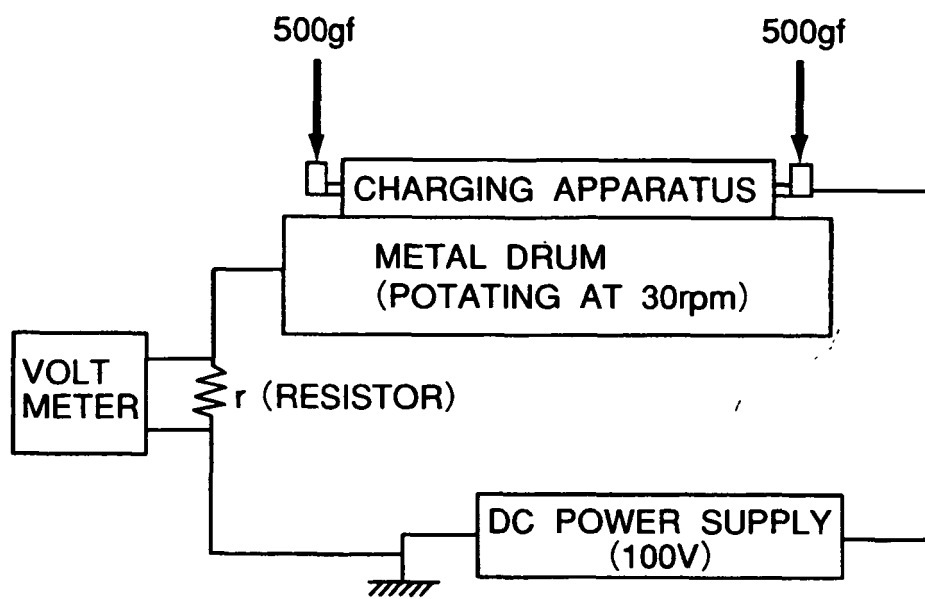 500gf
500gf
CHARGING APPARATUS
METAL DRUM
(POTATING AT 30rpm)
VOLT
METER
r (RESISTOR)
DC POWER SUPPLY
(100V)